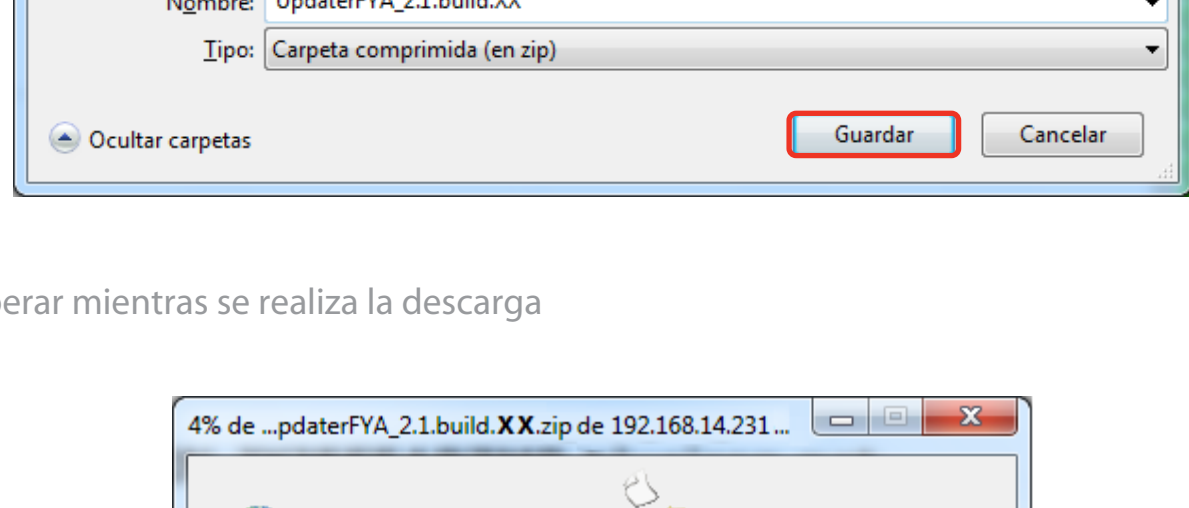 Nombre: UpdaterFYA_2.1.build.XX
Tipo: Carpeta comprimida (en zip)
Ocultar carpetas
Guardar
Cancelar
erar mientras se realiza la descarga
4% de ...pdaterFYA_2.1.build.XX.zip de 192.168.14.231 ...